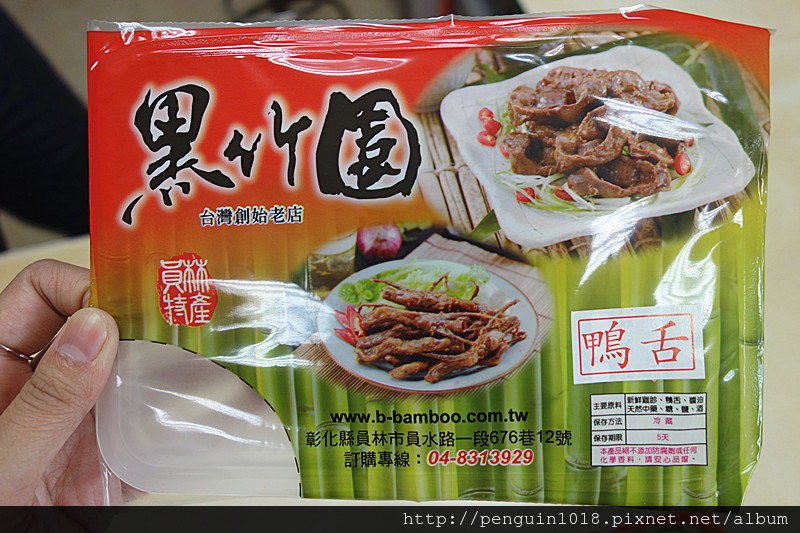 黑竹園
台灣創始老店
員林
特產
鴨舌
主要原料 新鮮雞胗、鴨舌、醬油
天然中藥、糖、鹽、酒
保存方法 冷藏
保存期限 5天
本產品絕不添加防腐劑或任何
化學香料，請安心品嚐。
www.b-bamboo.com.tw
彰化縣員林市員水路一段676巷12號
訂購專線：04-8313929
http://penguin1018.pixnet.net/album